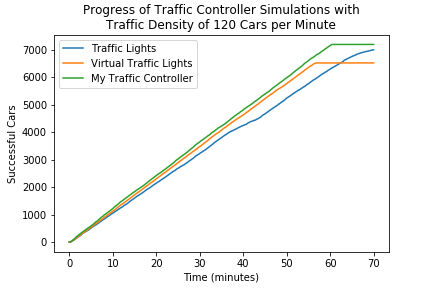 Progress of Traffic Controller Simulations with
Traffic Density of 120 Cars per Minute
Traffic Lights
Virtual Traffic Lights
My Traffic Controller
Successful Cars
7000
6000
5000
4000
3000
2000
1000
0
0 10 20 30 40 50 60 70
Time (minutes)